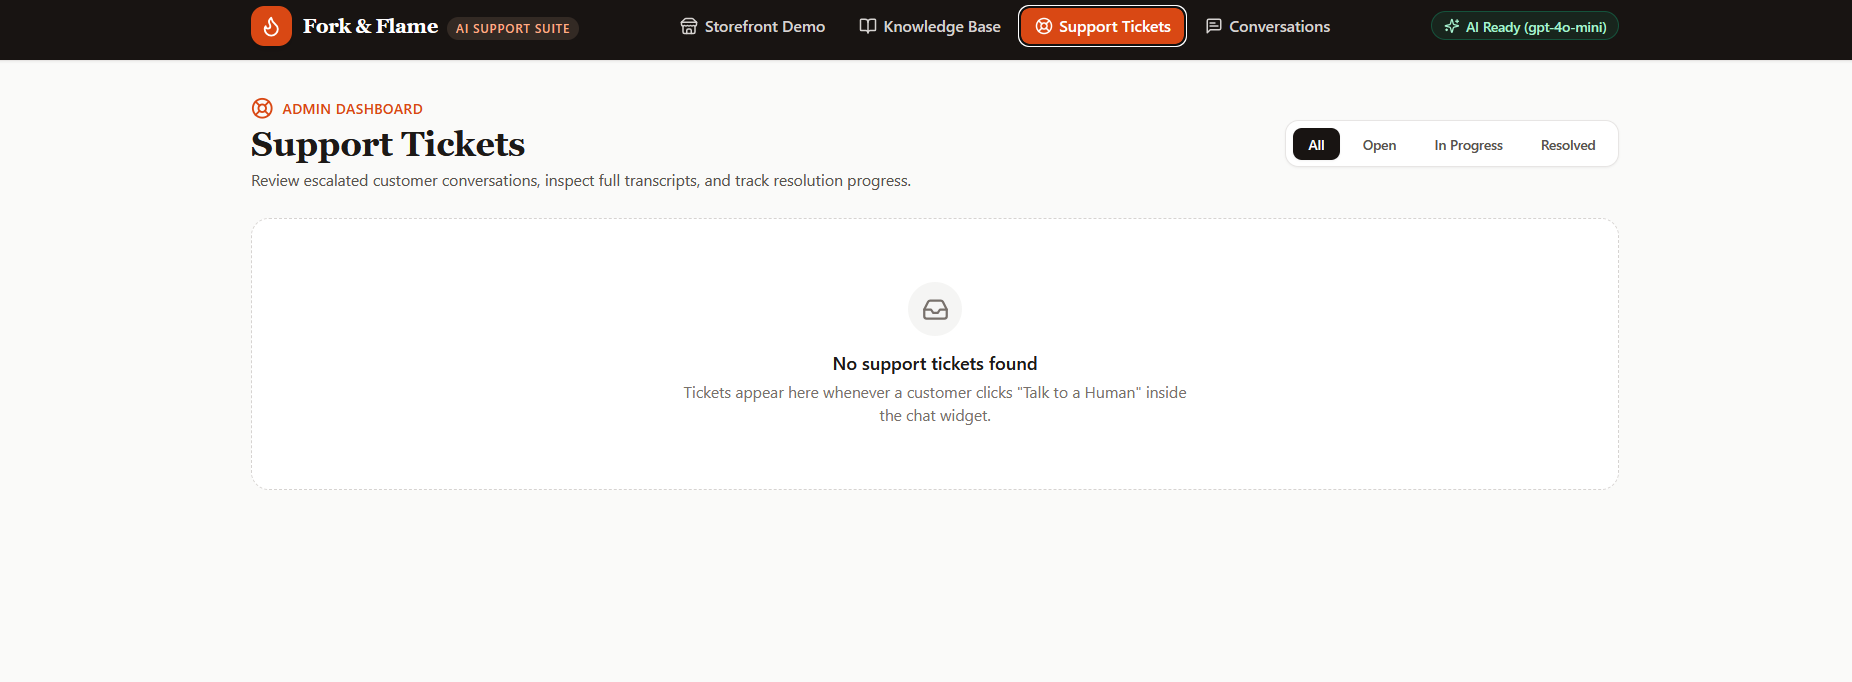 Fork & Flame AI SUPPORT SUITE Storefront Demo Knowledge Base Support Tickets Conversations AI Ready (gpt-4o-mini)
ADMIN DASHBOARD
Support Tickets
All Open In Progress Resolved
Review escalated customer conversations, inspect full transcripts, and track resolution progress.
No support tickets found
Tickets appear here whenever a customer clicks "Talk to a Human" inside
the chat widget.